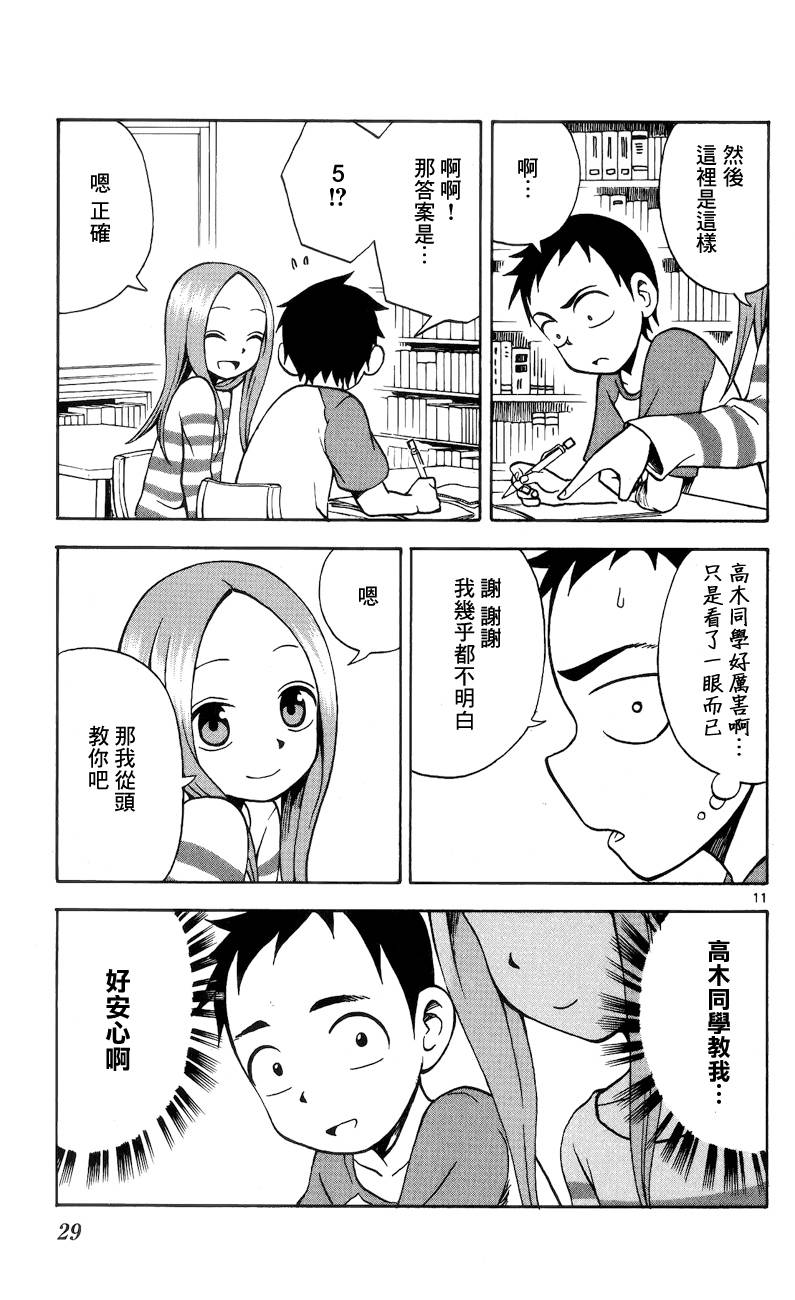 然後
這裡是這樣
啊…
啊啊！
那答案是…
5
!?
嗯 正確
高木同學好厲害啊…
只是看了一眼而已
謝 謝謝
我幾乎都不明白
嗯
那我從頭
教你吧
11
高木同學教我…
好安心啊
29